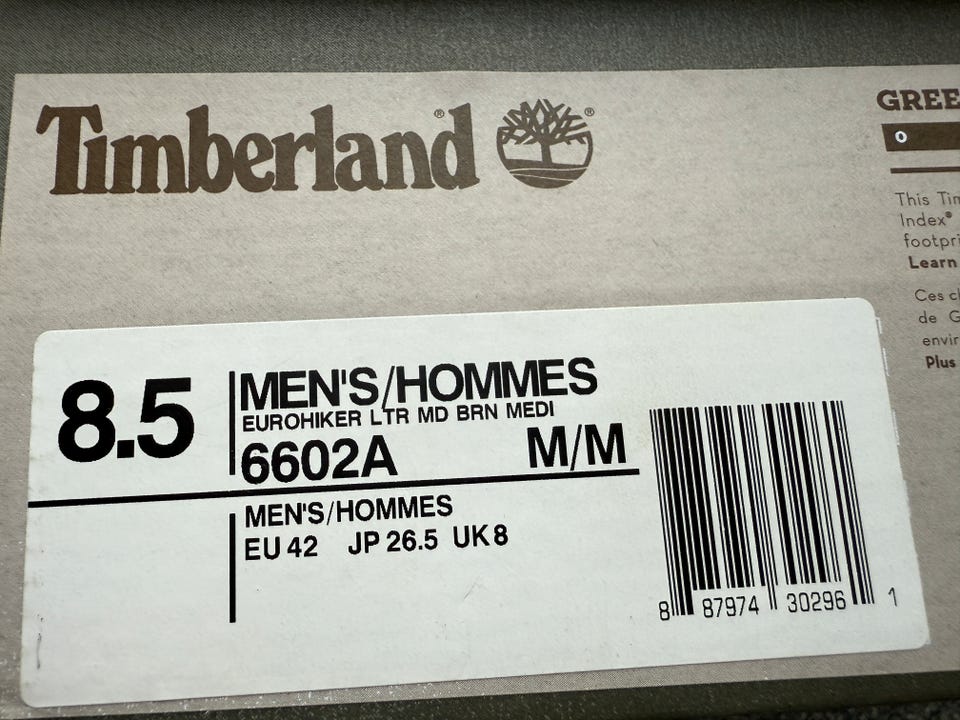 Timberland® ®
GREE
0
This Tim
Index®
footpri
Learn
Ces ch
de G
envir
Plus
8.5
MEN'S/HOMMES
EUROHIKER LTR MD BRN MEDI
6602A M/M
MEN'S/HOMMES
EU 42 JP 26.5 UK 8
8 87974 30296 1